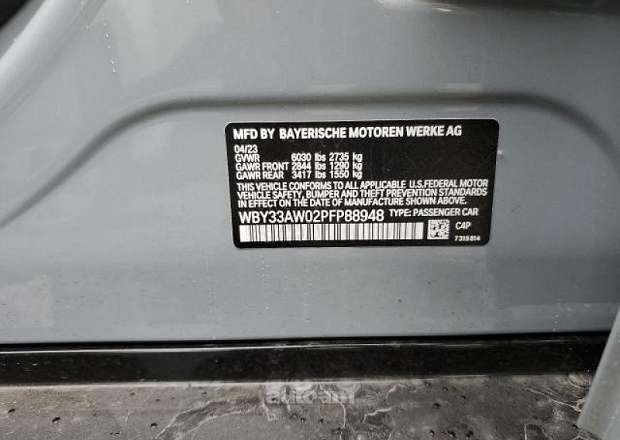 MFD BY BAYERISCHE MOTOREN WERKE AG
04/23
GVWR 6030 lbs 2735 kg
GAWR FRONT 2844 lbs 1290 kg
GAWR REAR 3417 lbs 1550 kg
THIS VEHICLE CONFORMS TO ALL APPLICABLE U.S.FEDERAL MOTOR
VEHICLE SAFETY, BUMPER AND THEFT PREVENTION STANDARDS
IN EFFECT ON THE DATE OF MANUFACTURE SHOWN ABOVE.
WBY33AW02PFP88948 TYPE: PASSENGER CAR
C4P
7315814